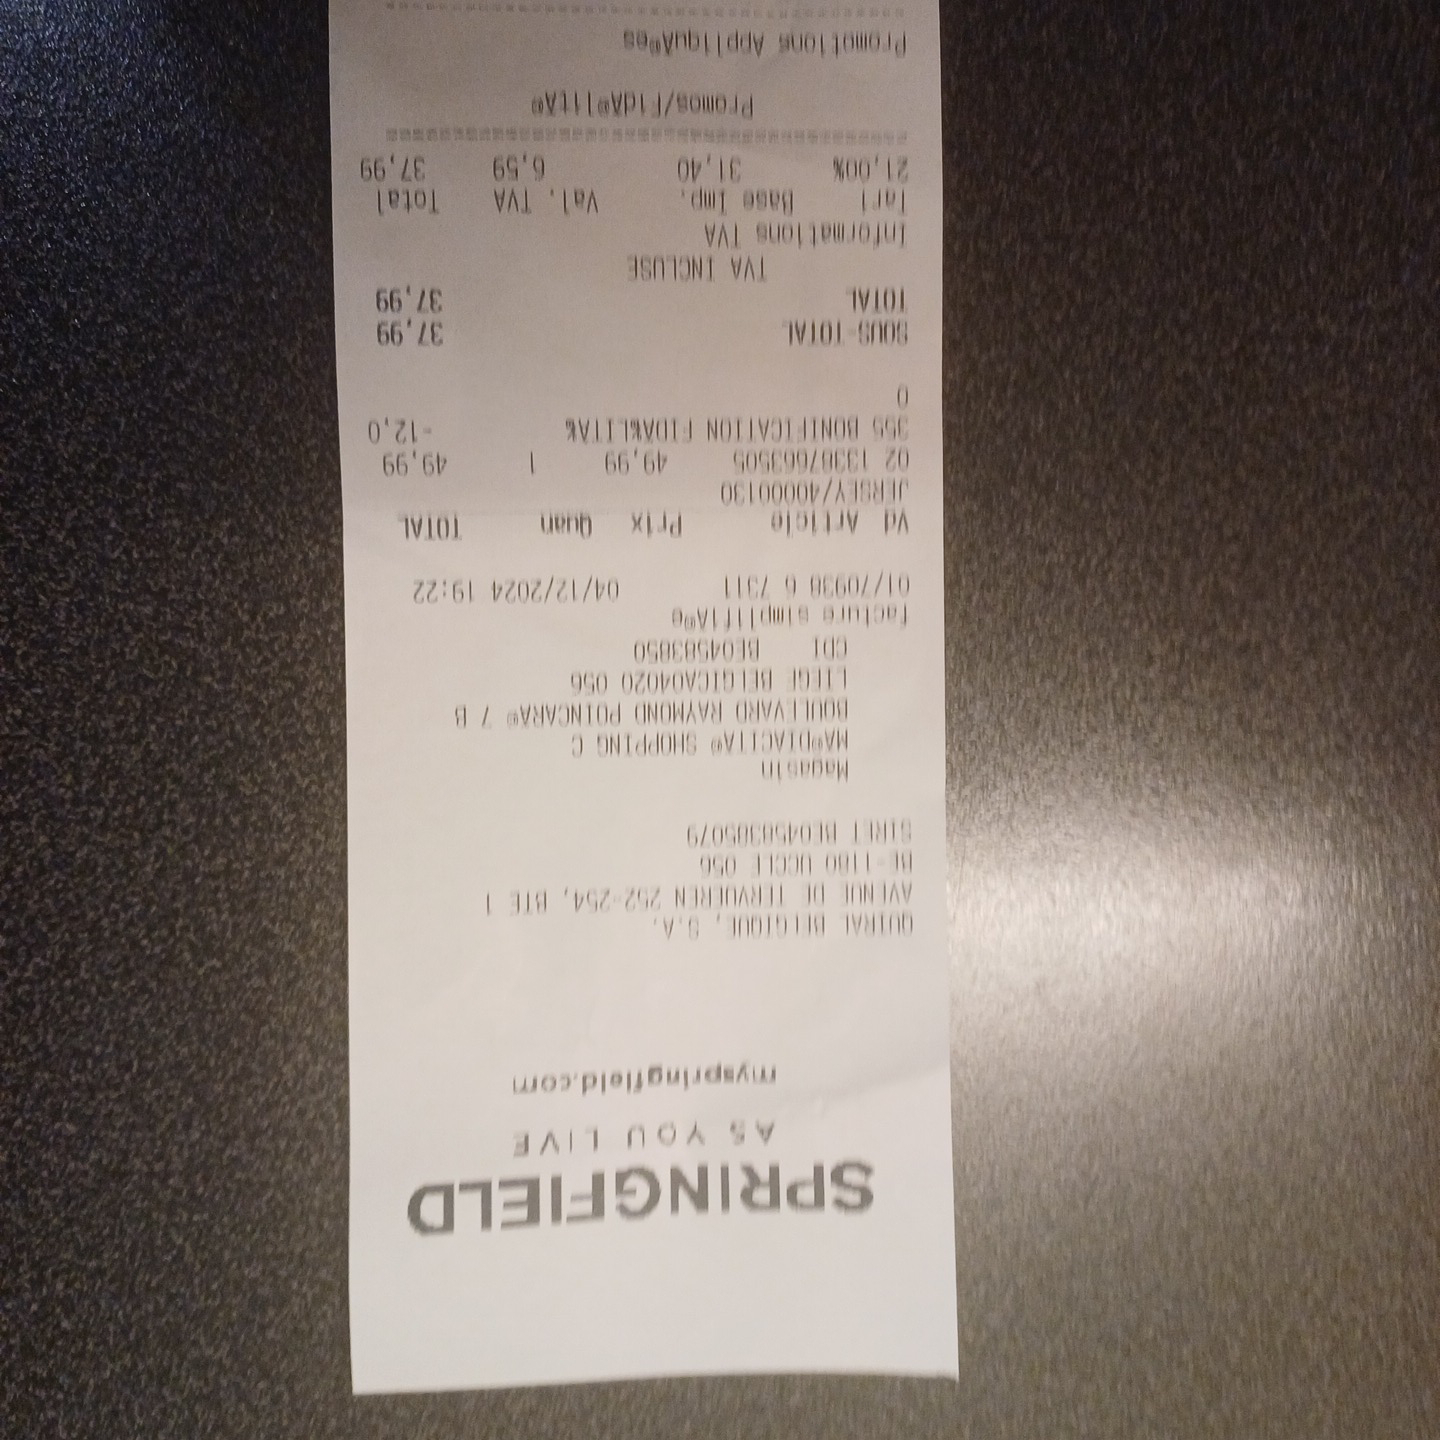 SPRINGFIELD
AS YOU LIVE
myspringfield.com
QUIRAL BELGIQUE, S.A.
AVENUE DE TERVUEREN 252-254, BTE 1
BE-1180 UCCLE 056
SIRET BE0458385079
Magasin
MÃ®DIACITÃ® SHOPPING C
BOULEVARD RAYMOND POINCARÃ® 7 B
LIEGE BELGICA04020 056
CDI BE04583850
facture simplifiÃ®e
01/70938 6 7311 04/12/2024 19:22
Vd Article Prix Quan TOTAL
JERSEY/40000130
02 13387663505 49,99 1 49,99
355 BONIFICATION FIDÃ%LITÃ% -12,0
0
SOUS-TOTAL 37,99
TOTAL 37,99
TVA INCLUSE
Informations TVA
Tari Base Imp. Val. TVA Total
21,00% 31,40 6,59 37,99
================================
Promos/FidÃ®litÃ®
Promotions AppliquÃ®es